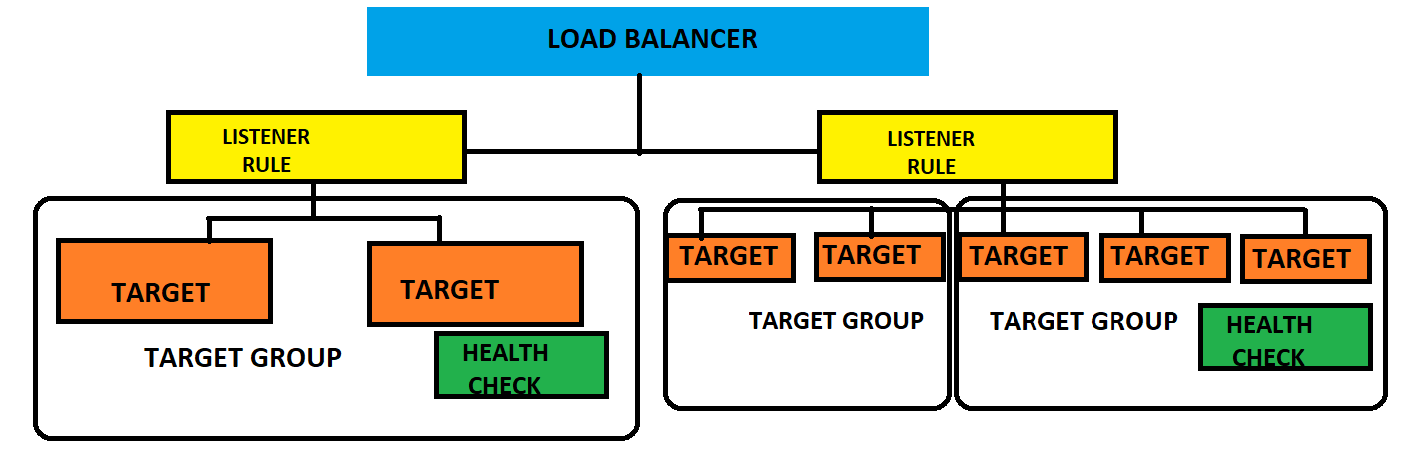 LOAD BALANCER
LISTENER
RULE
LISTENER
RULE
TARGET
TARGET
TARGET
TARGET
TARGET
TARGET
TARGET
TARGET GROUP
HEALTH
CHECK
TARGET GROUP
TARGET GROUP
HEALTH
CHECK